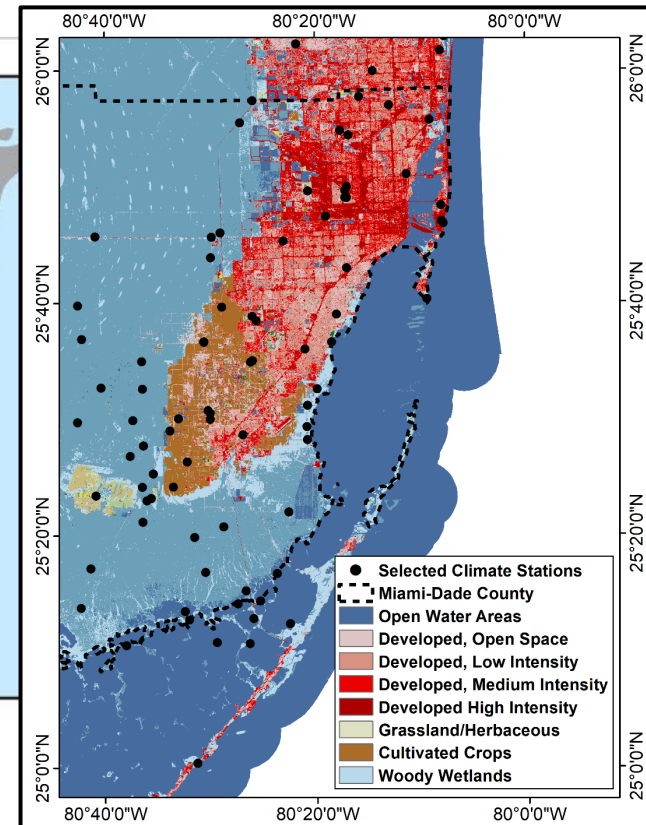 80°40'0"W 80°20'0"W 80°0'0"W
26°0'0"N 26°0'0"N
25°40'0"N 25°40'0"N
25°20'0"N 25°20'0"N
25°0'0"N 25°0'0"N
Selected Climate Stations
Miami-Dade County
Open Water Areas
Developed, Open Space
Developed, Low Intensity
Developed, Medium Intensity
Developed High Intensity
Grassland/Herbaceous
Cultivated Crops
Woody Wetlands
80°40'0"W 80°20'0"W 80°0'0"W